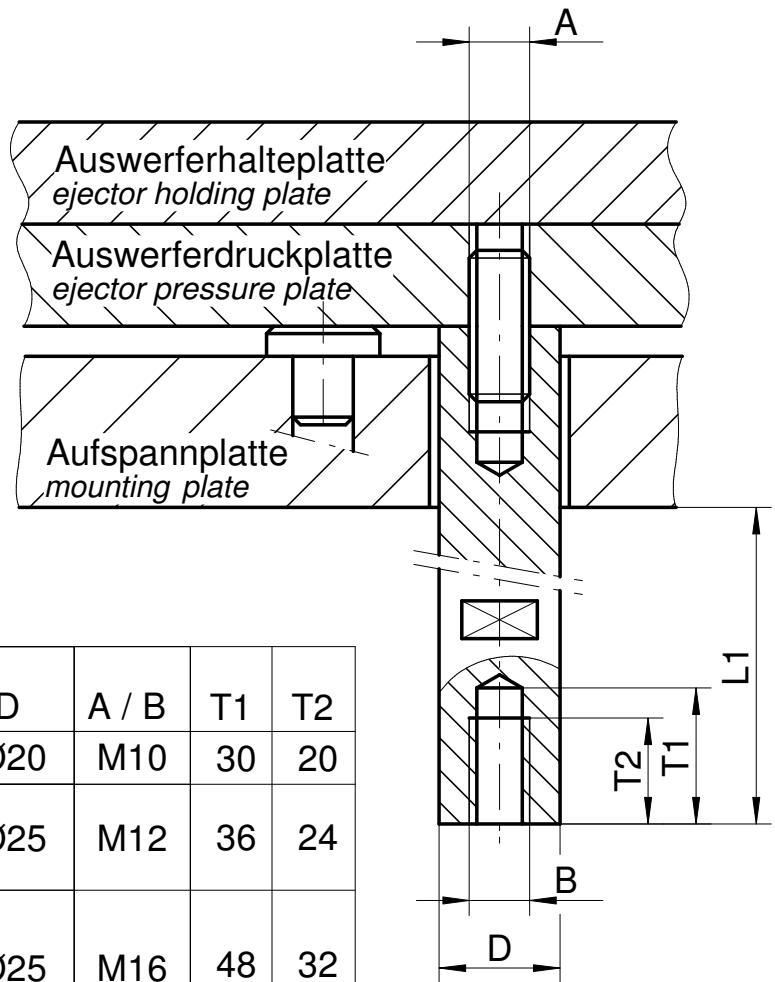 A
Auswerferhalteplatte
ejector holding plate
Auswerferdruckplatte
ejector pressure plate
Aufspannplatte
mounting plate
L1
T1
T2
B
D
D A / B T1 T2
Ø20 M10 30 20
Ø25 M12 36 24
Ø25 M16 48 32